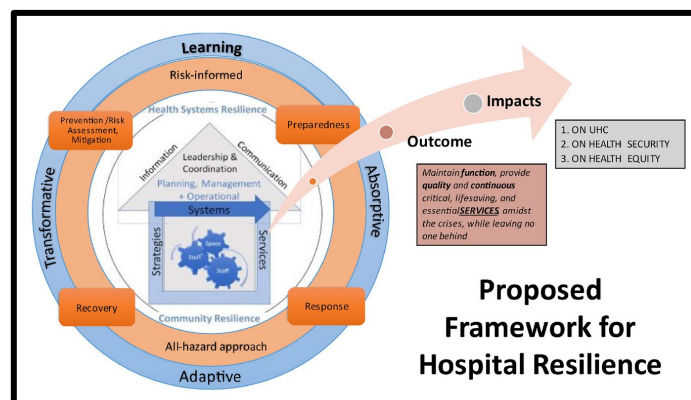 Learning
Risk-informed
Health Systems Resilience
Prevention /Risk
Assessment,
Mitigation
Preparedness
Information
Communication
Leadership & Coordination
Planning, Management
+ Operational
Systems
Strategies
Services
Space
Stuff
Staff
Transformative
Absorptive
Recovery
Response
Community Resilience
All-hazard approach
Adaptive
Impacts
Outcome
1. ON UHC
2. ON HEALTH SECURITY
3. ON HEALTH EQUITY
Maintain function, provide
quality and continuous
critical, lifesaving, and
essentialSERVICES amidst
the crises, while leaving no
one behind
Proposed
Framework for
Hospital Resilience